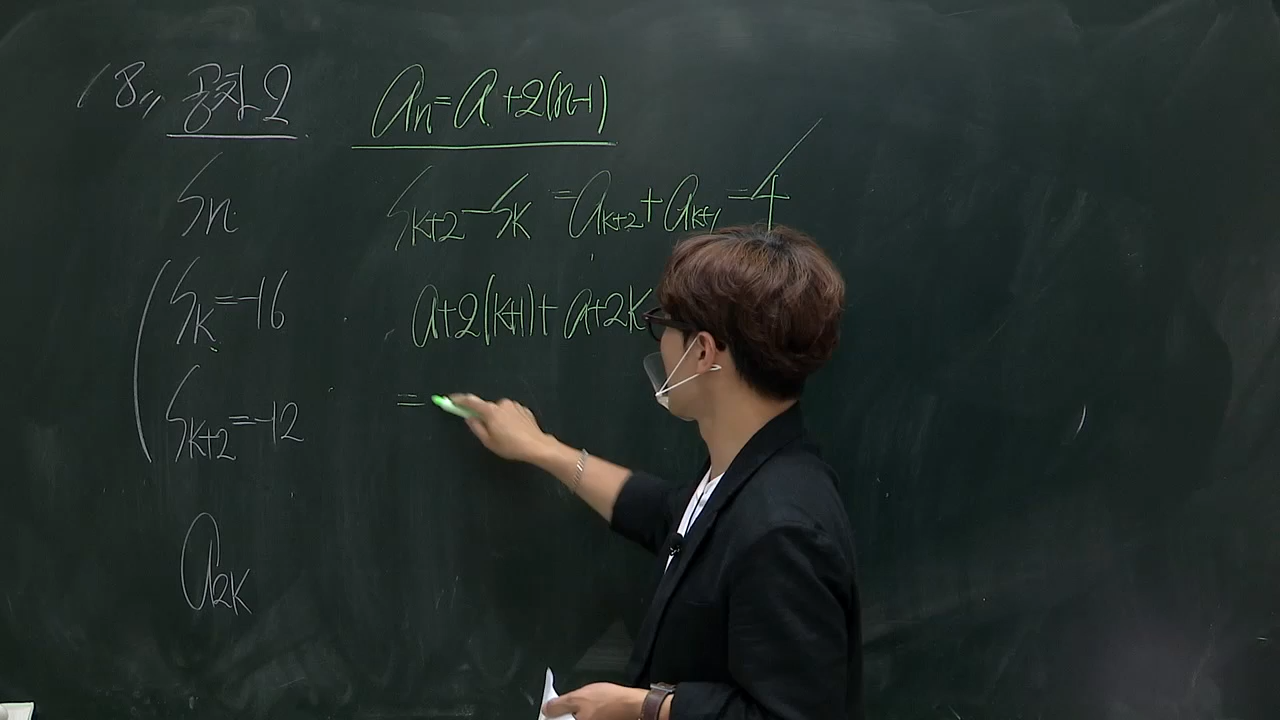 18,, 공차 2
aₙ = a + 2(n-1)
Sₙ
Sₖ₊₂ - Sₖ = aₖ₊₂ + aₖ₊₁ = 4
Sₖ = -16
a+2(k+1) + a+2k
Sₖ₊₂ = -12
=
a₂ₖ